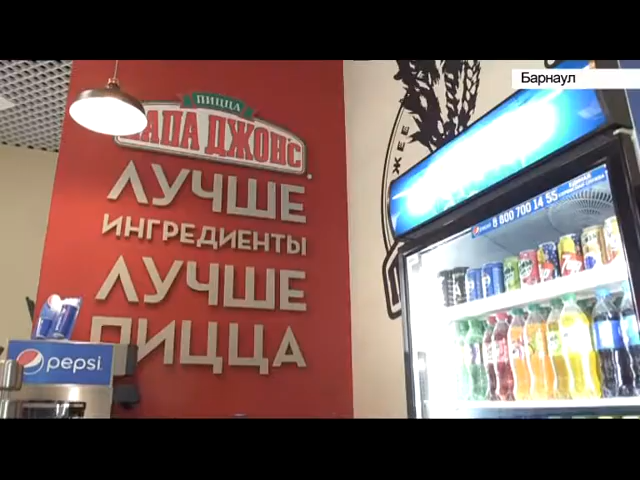 Барнаул
ПИЦЦА
ПАПА ДЖОНС
ЛУЧШЕ
ИНГРЕДИЕНТЫ
ЛУЧШЕ
ПИЦЦА
pepsi
8 800 700 14 55